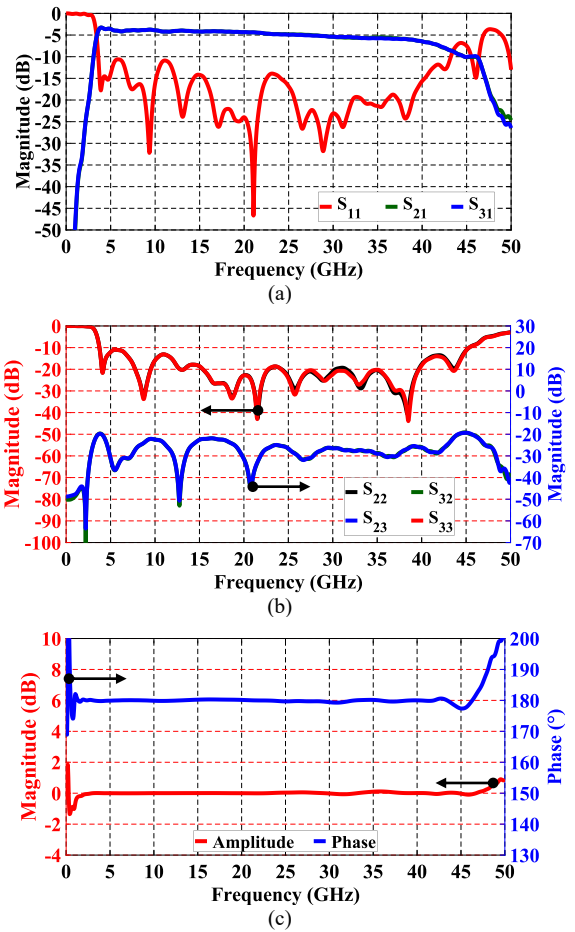 0
-5
-10
-15
-20
-25
-30
-35
-40
-45
-50
Magnitude (dB)
S11 S21 S31
0 5 10 15 20 25 30 35 40 45 50
Frequency (GHz)
(a)
0
-10
-20
-30
-40
-50
-60
-70
-80
-90
-100
Magnitude (dB)
30
20
10
0
-10
-20
-30
-40
-50
-60
-70
Magnitude (dB)
S22 S32
S23 S33
0 5 10 15 20 25 30 35 40 45 50
Frequency (GHz)
(b)
10
8
6
4
2
0
-2
-4
Magnitude (dB)
200
190
180
170
160
150
140
130
Phase (°)
Amplitude Phase
0 5 10 15 20 25 30 35 40 45 50
Frequency (GHz)
(c)